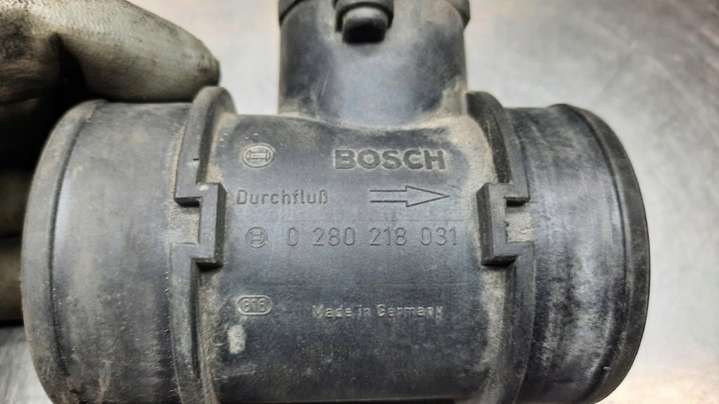 BOSCH
Durchfluß
0 280 218 031
Made in Germany